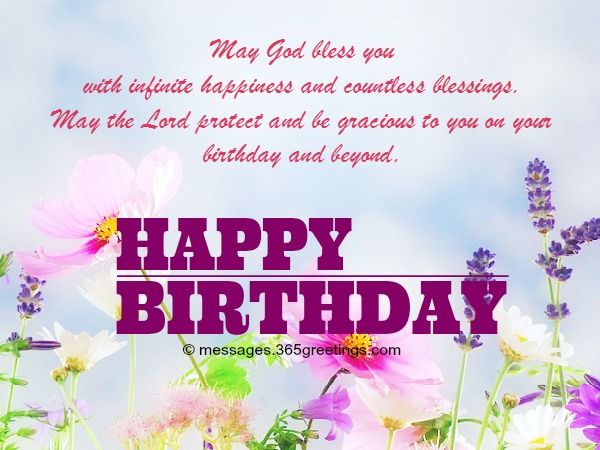 May God bless you
with infinite happiness and countless blessings.
May the Lord protect and be gracious to you on your
birthday and beyond.
HAPPY
BIRTHDAY
© messages.365greetings.com